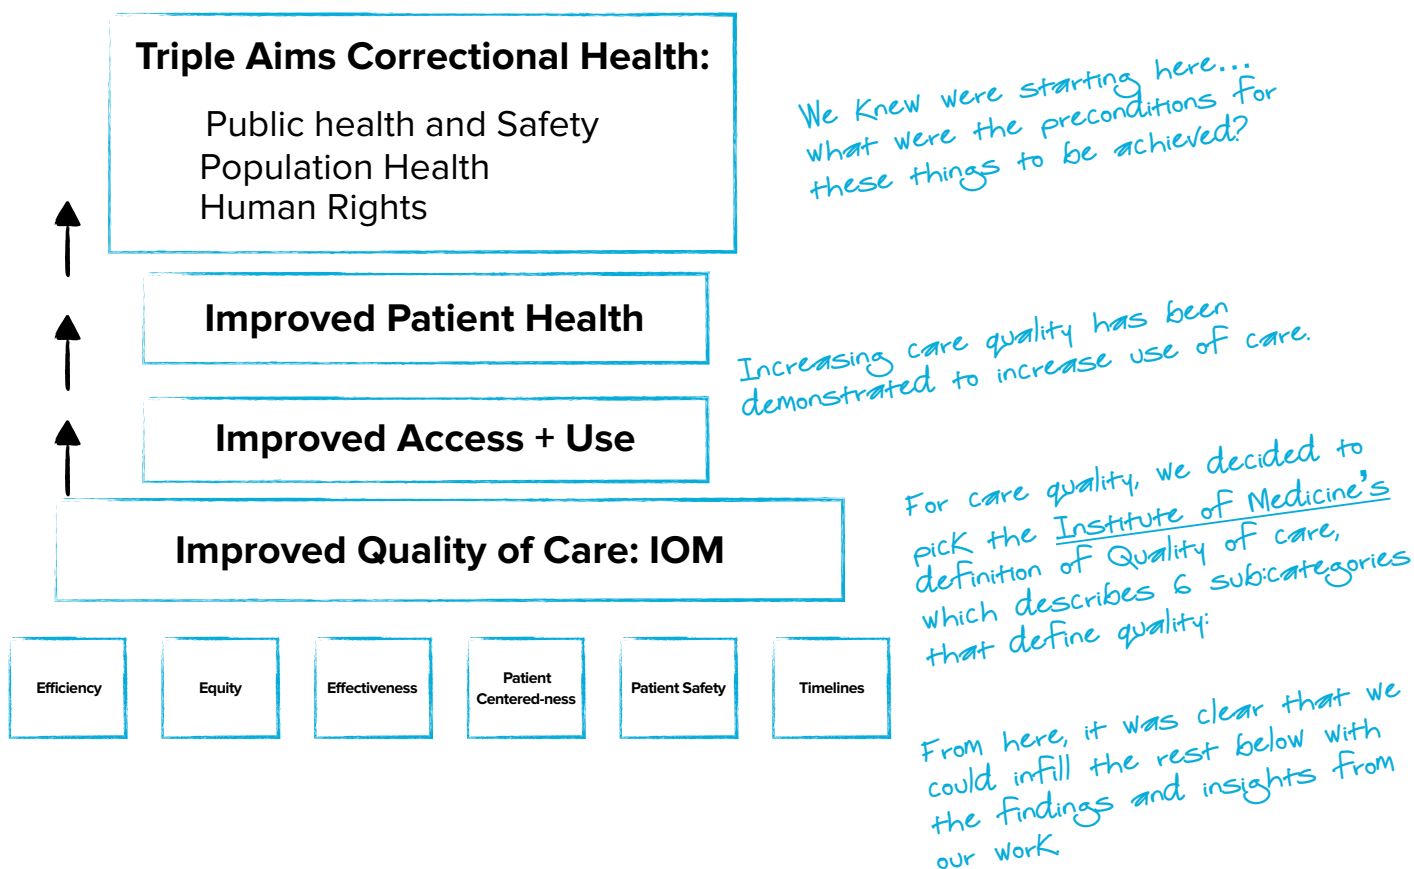 Triple Aims Correctional Health:
Public health and Safety
Population Health
Human Rights
We Knew were starting here...
what were the preconditions for
these things to be achieved?
Improved Patient Health
Increasing care quality has been
demonstrated to increase use of care.
Improved Access + Use
For care quality, we decided to
pick the Institute of Medicine's
definition of Quality of care,
which describes 6 sub:categories
that define quality:
Improved Quality of Care: IOM
Efficiency
Equity
Effectiveness
Patient
Centered-ness
Patient Safety
Timelines
From here, it was clear that we
could infill the rest below with
the findings and insights from
our work